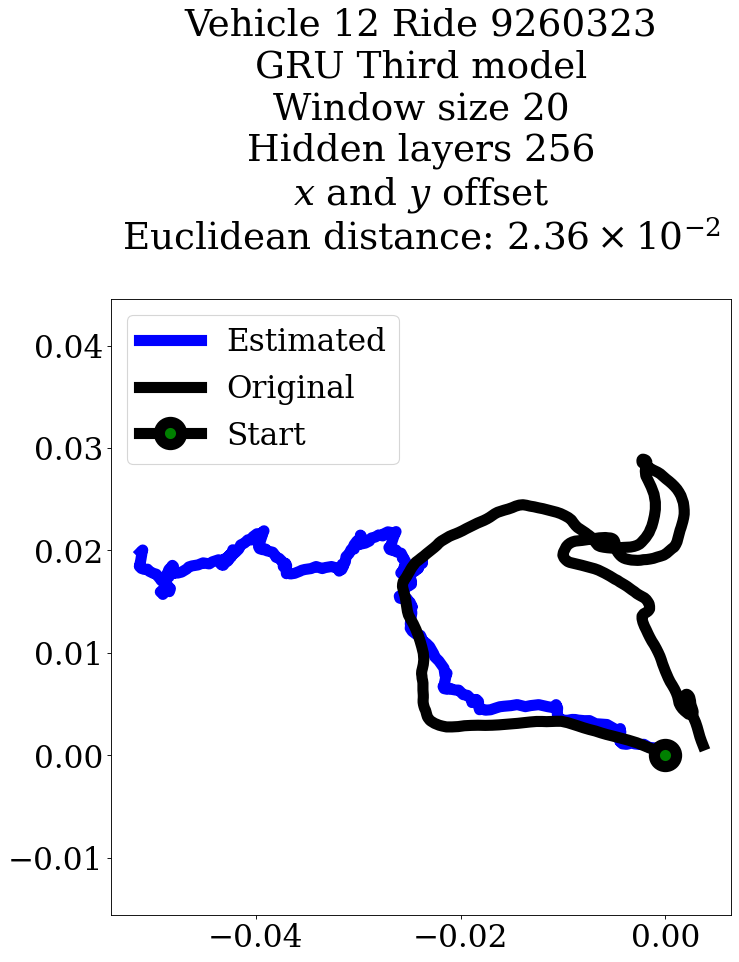 Vehicle 12 Ride 9260323
GRU Third model
Window size 20
Hidden layers 256
x and y offset
Euclidean distance: 2.36 × 10⁻²
Estimated
Original
Start
0.04
0.03
0.02
0.01
0.00
−0.01
−0.04
−0.02
0.00